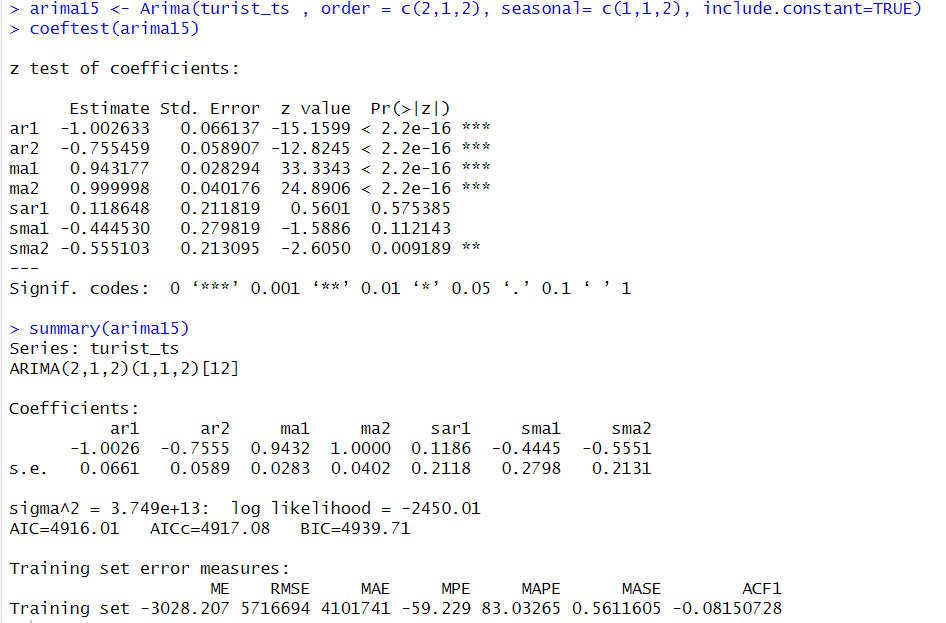 > arima15 <- Arima(turist_ts , order = c(2,1,2), seasonal= c(1,1,2), include.constant=TRUE)
> coeftest(arima15)
z test of coefficients:
Estimate Std. Error z value Pr(>|z|)
ar1 -1.002633 0.066137 -15.1599 < 2.2e-16 ***
ar2 -0.755459 0.058907 -12.8245 < 2.2e-16 ***
ma1 0.943177 0.028294 33.3343 < 2.2e-16 ***
ma2 0.999998 0.040176 24.8906 < 2.2e-16 ***
sar1 0.118648 0.211819 0.5601 0.575385
sma1 -0.444530 0.279819 -1.5886 0.112143
sma2 -0.555103 0.213095 -2.6050 0.009189 **
---
Signif. codes: 0 ‘***’ 0.001 ‘**’ 0.01 ‘*’ 0.05 ‘.’ 0.1 ‘ ’ 1
> summary(arima15)
Series: turist_ts
ARIMA(2,1,2)(1,1,2)[12]
Coefficients:
ar1 ar2 ma1 ma2 sar1 sma1 sma2
-1.0026 -0.7555 0.9432 1.0000 0.1186 -0.4445 -0.5551
s.e. 0.0661 0.0589 0.0283 0.0402 0.2118 0.2798 0.2131
sigma^2 = 3.749e+13: log likelihood = -2450.01
AIC=4916.01 AICc=4917.08 BIC=4939.71
Training set error measures:
ME RMSE MAE MPE MAPE MASE ACF1
Training set -3028.207 5716694 4101741 -59.229 83.03265 0.5611605 -0.08150728